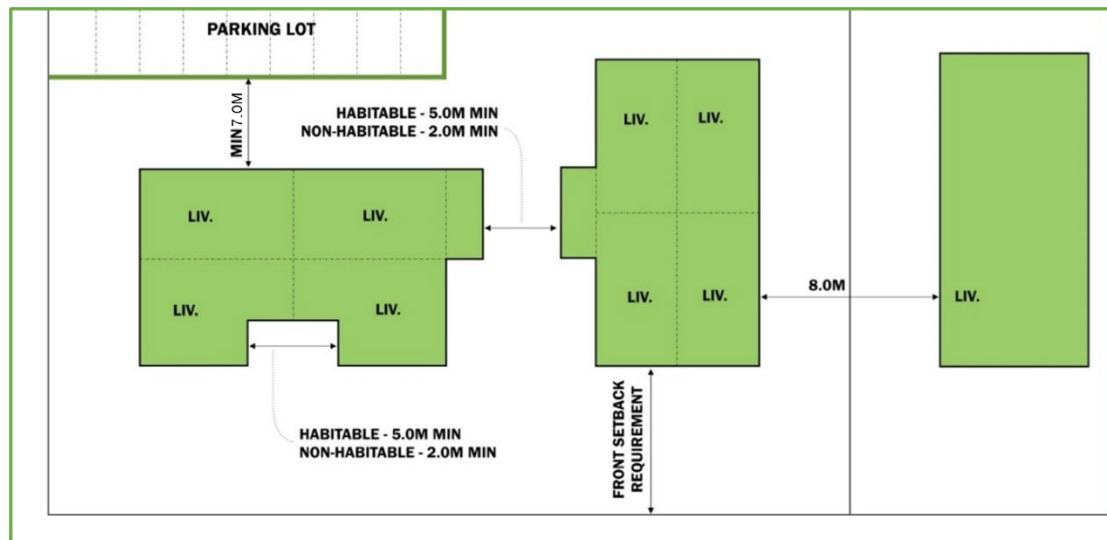 PARKING LOT
MIN 7.0M
HABITABLE - 5.0M MIN
NON-HABITABLE - 2.0M MIN
LIV.
LIV.
LIV.
LIV.
LIV.
LIV.
LIV.
LIV.
8.0M
LIV.
HABITABLE - 5.0M MIN
NON-HABITABLE - 2.0M MIN
FRONT SETBACK
REQUIREMENT